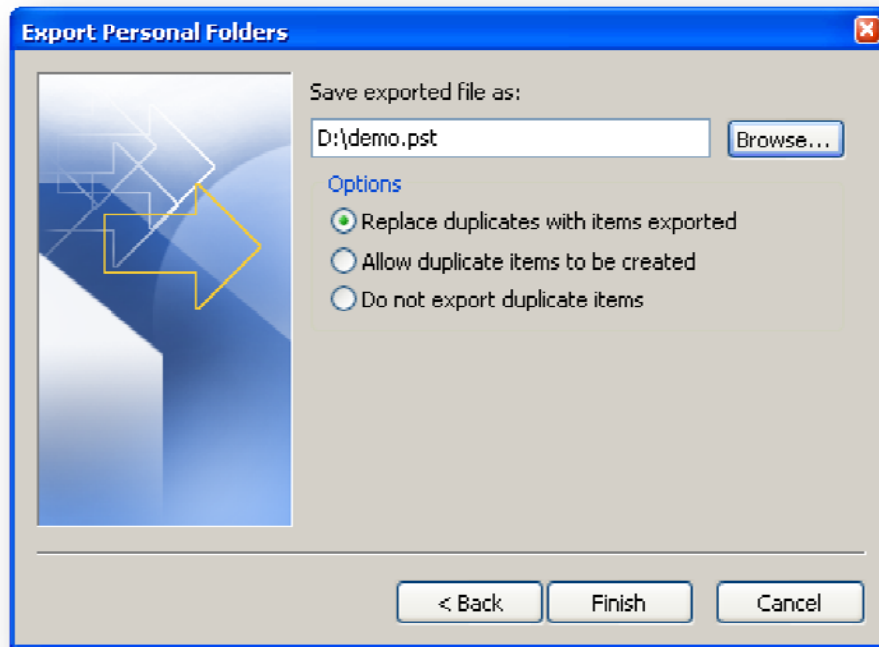 Export Personal Folders
Save exported file as:
D:\demo.pst
Browse...
Options
Replace duplicates with items exported
Allow duplicate items to be created
Do not export duplicate items
< Back
Finish
Cancel